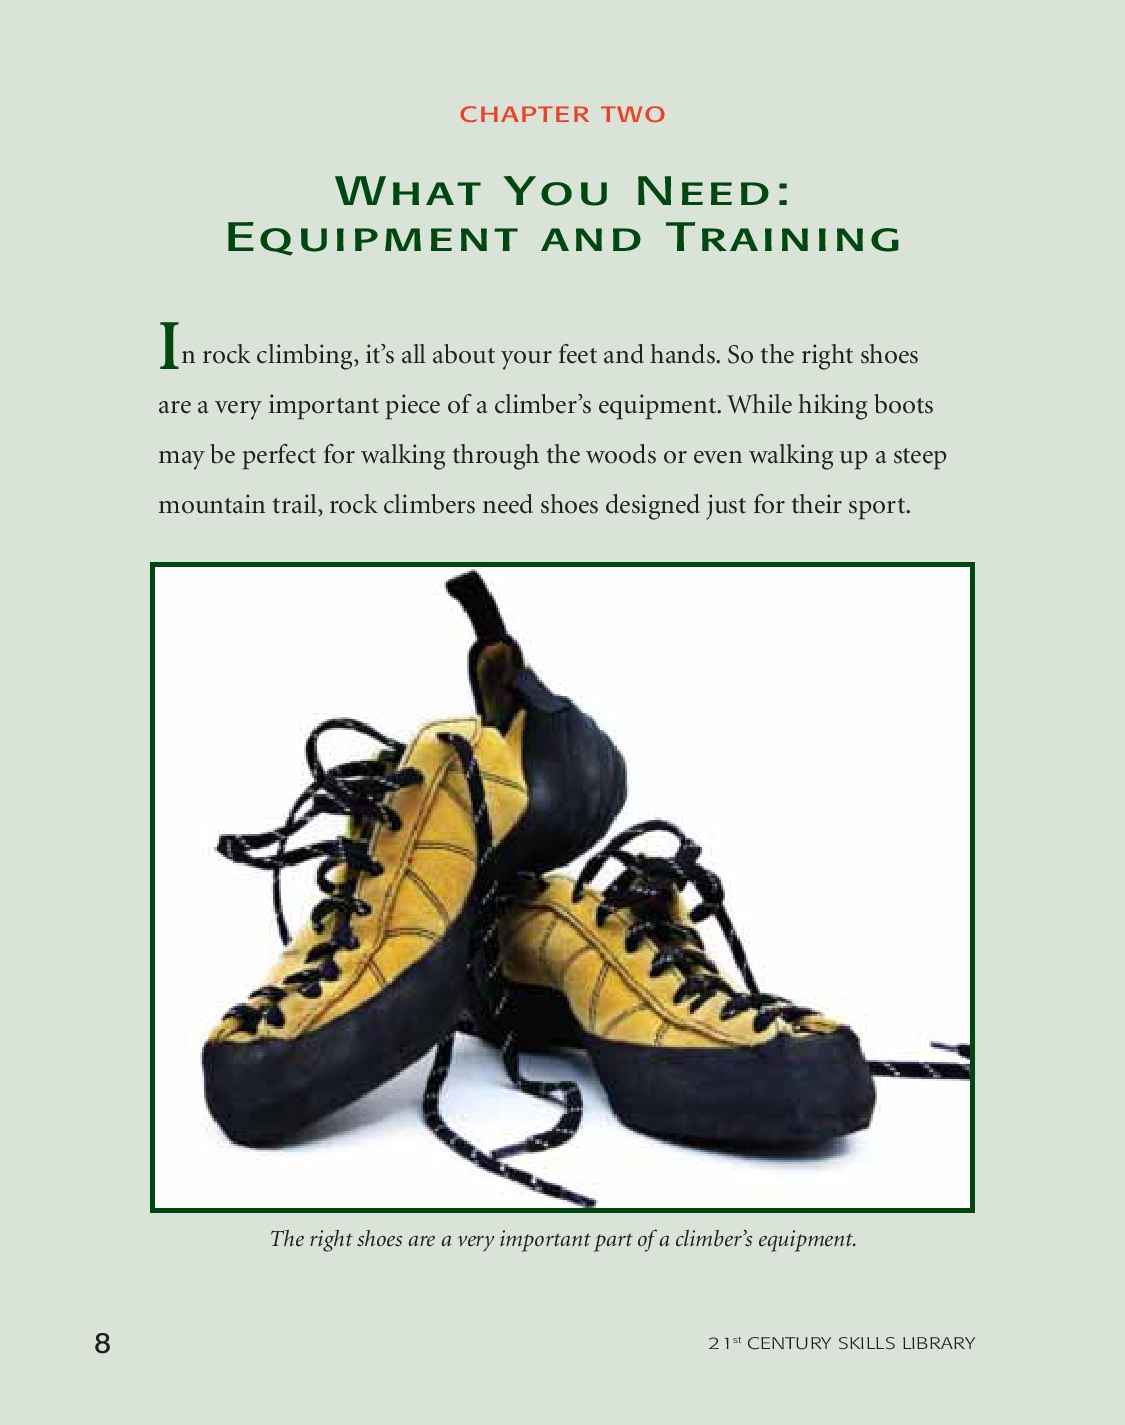 CHAPTER TWO
WHAT YOU NEED:
EQUIPMENT AND TRAINING
In rock climbing, it’s all about your feet and hands. So the right shoes
are a very important piece of a climber’s equipment. While hiking boots
may be perfect for walking through the woods or even walking up a steep
mountain trail, rock climbers need shoes designed just for their sport.
The right shoes are a very important part of a climber’s equipment.
8
21st CENTURY SKILLS LIBRARY